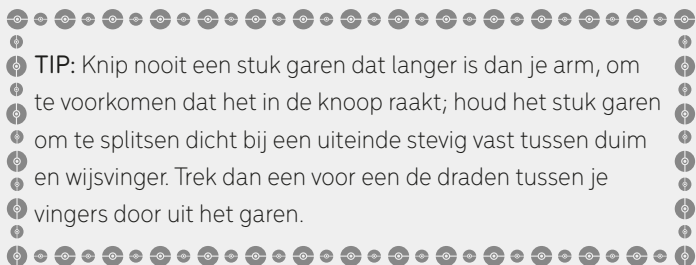 TIP: Knip nooit een stuk garen dat langer is dan je arm, om
te voorkomen dat het in de knoop raakt; houd het stuk garen
om te splitsen dicht bij een uiteinde stevig vast tussen duim
en wijsvinger. Trek dan een voor een de draden tussen je
vingers door uit het garen.